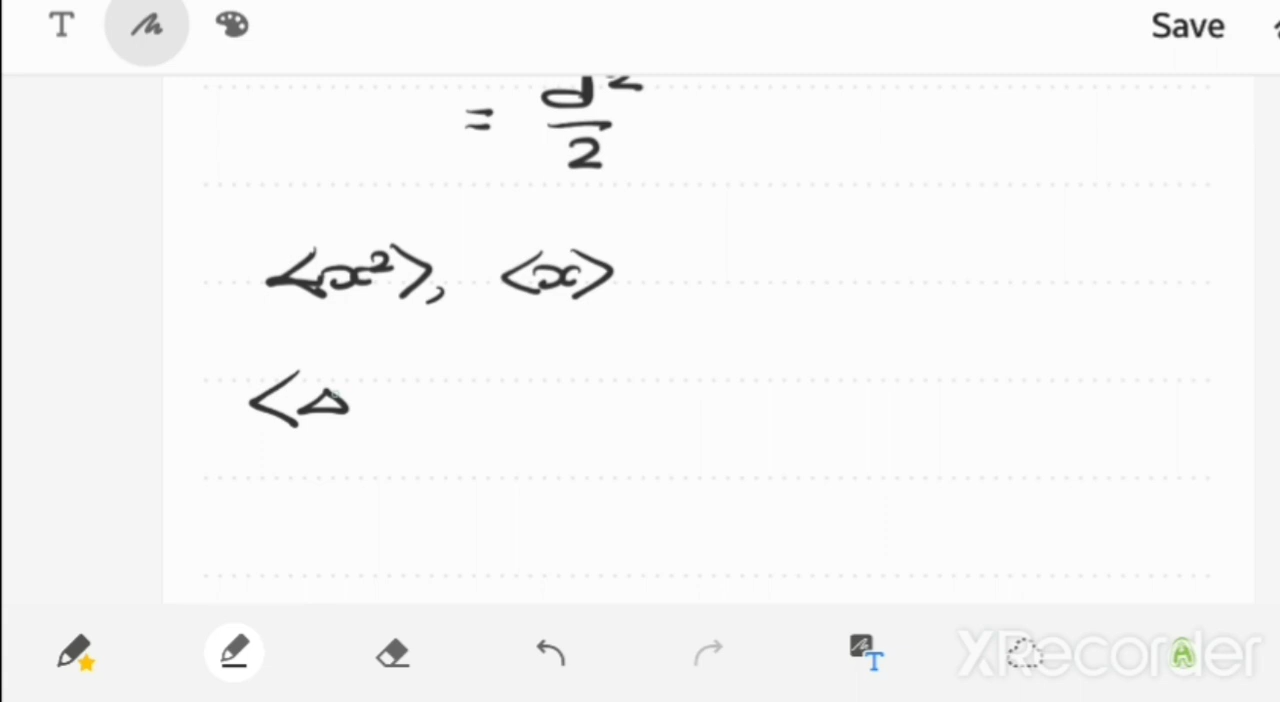 T Save
= d²/2
<x²>, <x>
<Δ
T
XRecorder